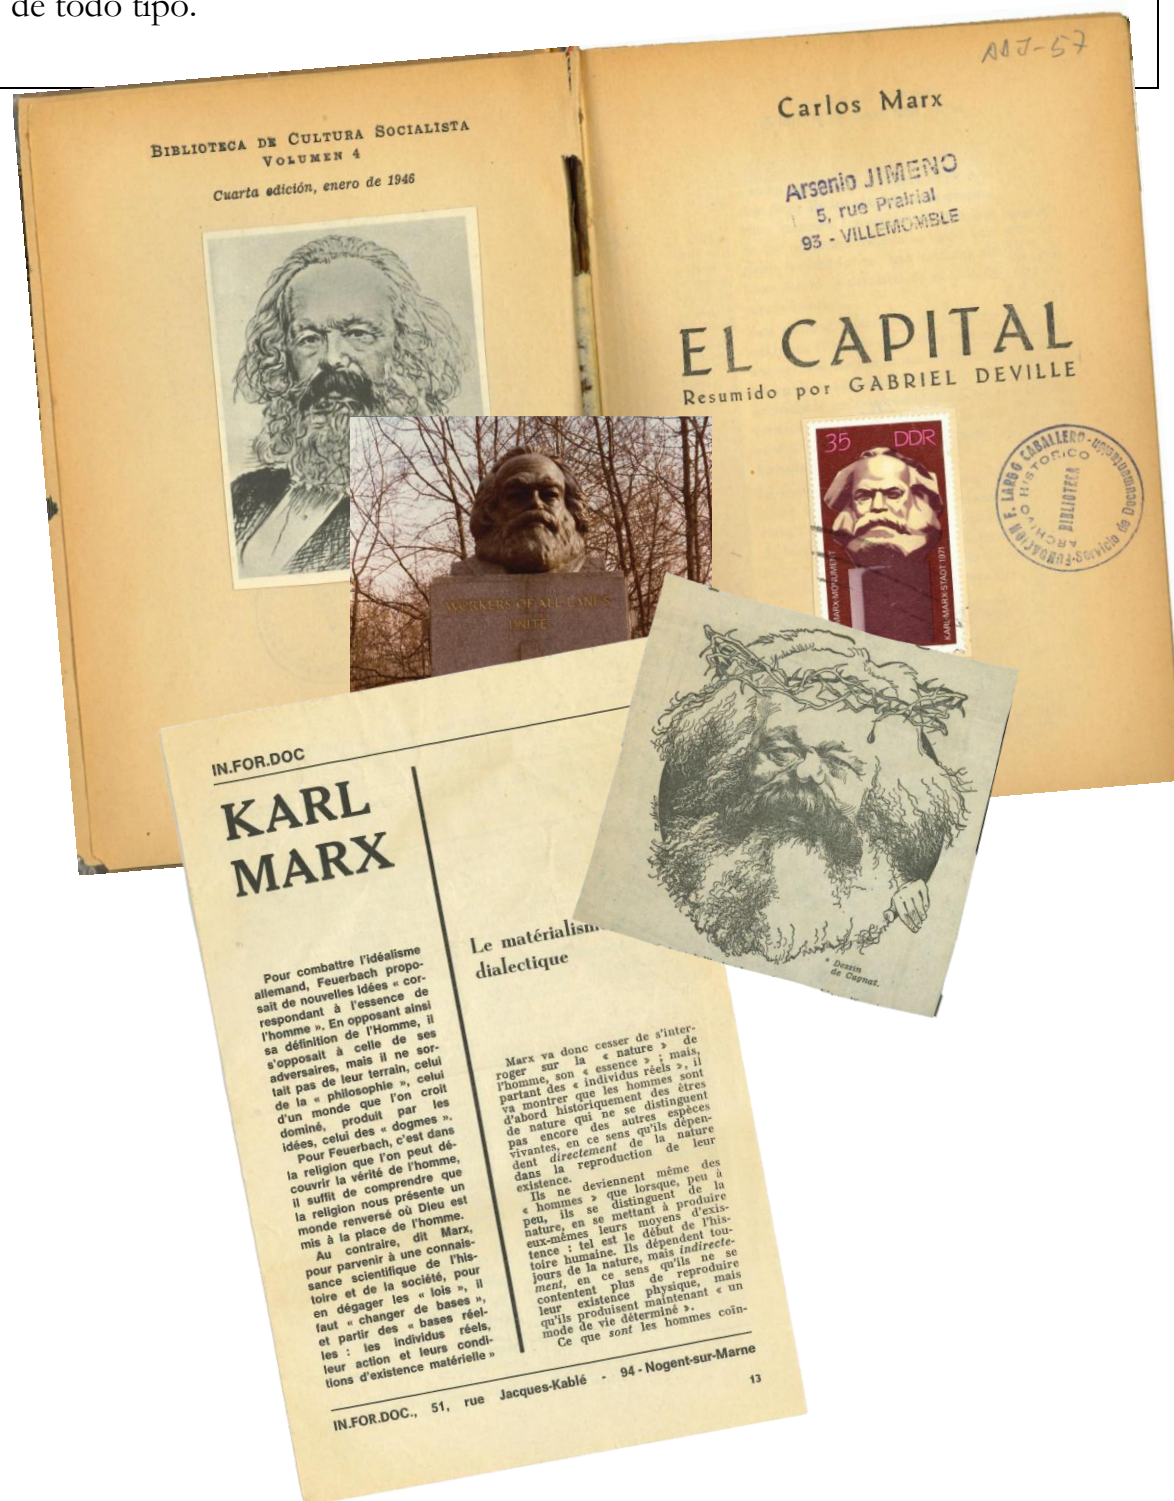 de todo tipo.
BIBLIOTECA DE CULTURA SOCIALISTA
VOLUMEN 4
Cuarta edición, enero de 1946
AAJ-57
Carlos Marx
Arsenio JIMENO
5, rue Prairial
93 - VILLEMOMBLE
EL CAPITAL
Resumido por GABRIEL DEVILLE
35 DDR
MARX-MONUMENT
KARL-MARX-STADT 1971
FUNDACION F. LARGO CABALLERO - Servicio de Documentación
ARCHIVO HISTORICO
BIBLIOTECA
WORKERS OF ALL LANDS
UNITE
IN.FOR.DOC
KARL
MARX
Pour combattre l'idéalisme
allemand, Feuerbach propo-
sait de nouvelles idées « cor-
respondant à l'essence de
l'homme ». En opposant ainsi
sa définition de l'Homme, il
s'opposait à celle de ses
adversaires, mais il ne sor-
tait pas de leur terrain, celui
de la « philosophie », celui
d'un monde que l'on croit
dominé, produit par les
idées, celui des « dogmes ».
Pour Feuerbach, c'est dans
la religion que l'on peut dé-
couvrir la vérité de l'homme,
il suffit de comprendre que
la religion nous présente un
monde renversé où Dieu est
mis à la place de l'homme.
Au contraire, dit Marx,
pour parvenir à une connais-
sance scientifique de l'his-
toire et de la société, pour
en dégager les « lois », il
faut « changer de bases »,
et partir des « bases réel-
les : les individus réels,
leur action et leurs condi-
tions d'existence matérielle »
Le matérialism
dialectique
Marx va donc cesser de s'inter-
roger sur la « nature » de
l'homme, son « essence » ; mais,
partant des « individus réels », il
va montrer que les hommes sont
d'abord historiquement des êtres
de nature qui ne se distinguent
pas encore des autres espèces
vivantes, en ce sens qu'ils dépen-
dent directement de la nature
dans la reproduction de leur
existence.
Ils ne deviennent même des
« hommes » que lorsque, peu à
peu, ils se distinguent de la
nature, en se mettant à produire
eux-mêmes leurs moyens d'exis-
tence : tel est le début de l'his-
toire humaine. Ils dépendent tou-
jours de la nature, mais indirecte-
ment, en ce sens qu'ils ne se
contentent plus de reproduire
leur existence physique, mais
qu'ils produisent maintenant « un
mode de vie déterminé ».
Ce que sont les hommes coïn-
IN.FOR.DOC., 51, rue Jacques-Kablé - 94 - Nogent-sur-Marne
13
* Dessin
de Cagnat.